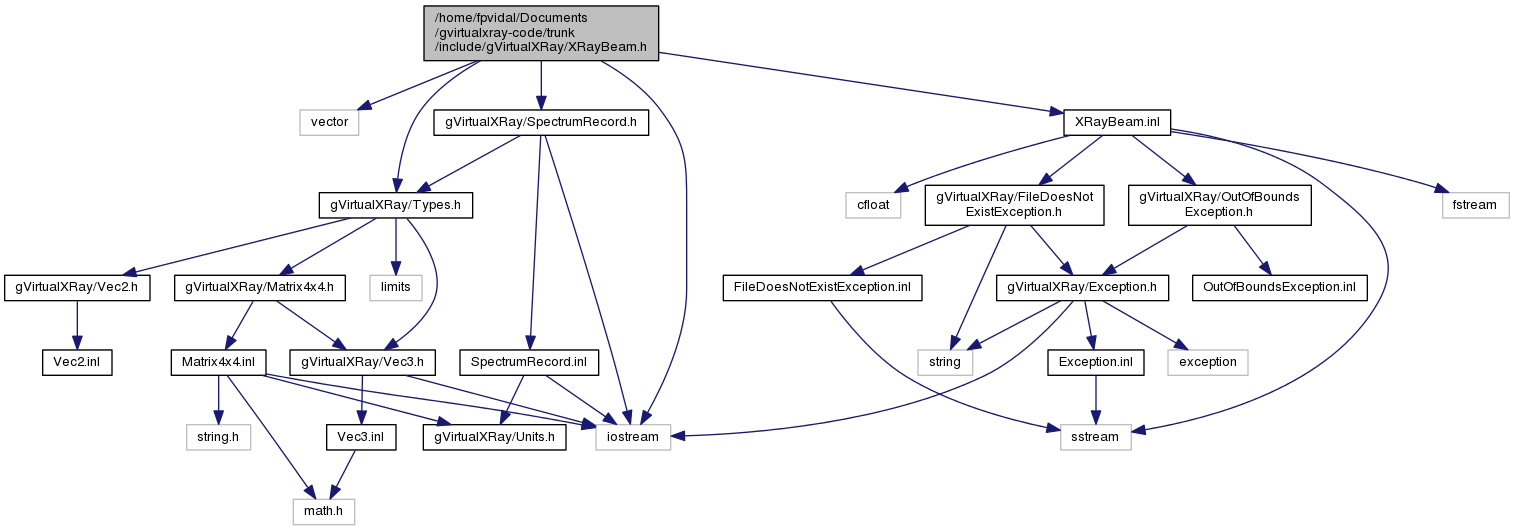 /home/fpvidal/Documents
/gvirtualxray-code/trunk
/include/gVirtualXRay/XRayBeam.h
vector
gVirtualXRay/SpectrumRecord.h
XRayBeam.inl
gVirtualXRay/Types.h
cfloat
gVirtualXRay/FileDoesNot
ExistException.h
gVirtualXRay/OutOfBounds
Exception.h
fstream
gVirtualXRay/Vec2.h
gVirtualXRay/Matrix4x4.h
limits
FileDoesNotExistException.inl
gVirtualXRay/Exception.h
OutOfBoundsException.inl
Vec2.inl
Matrix4x4.inl
gVirtualXRay/Vec3.h
SpectrumRecord.inl
string
Exception.inl
exception
string.h
Vec3.inl
gVirtualXRay/Units.h
iostream
sstream
math.h